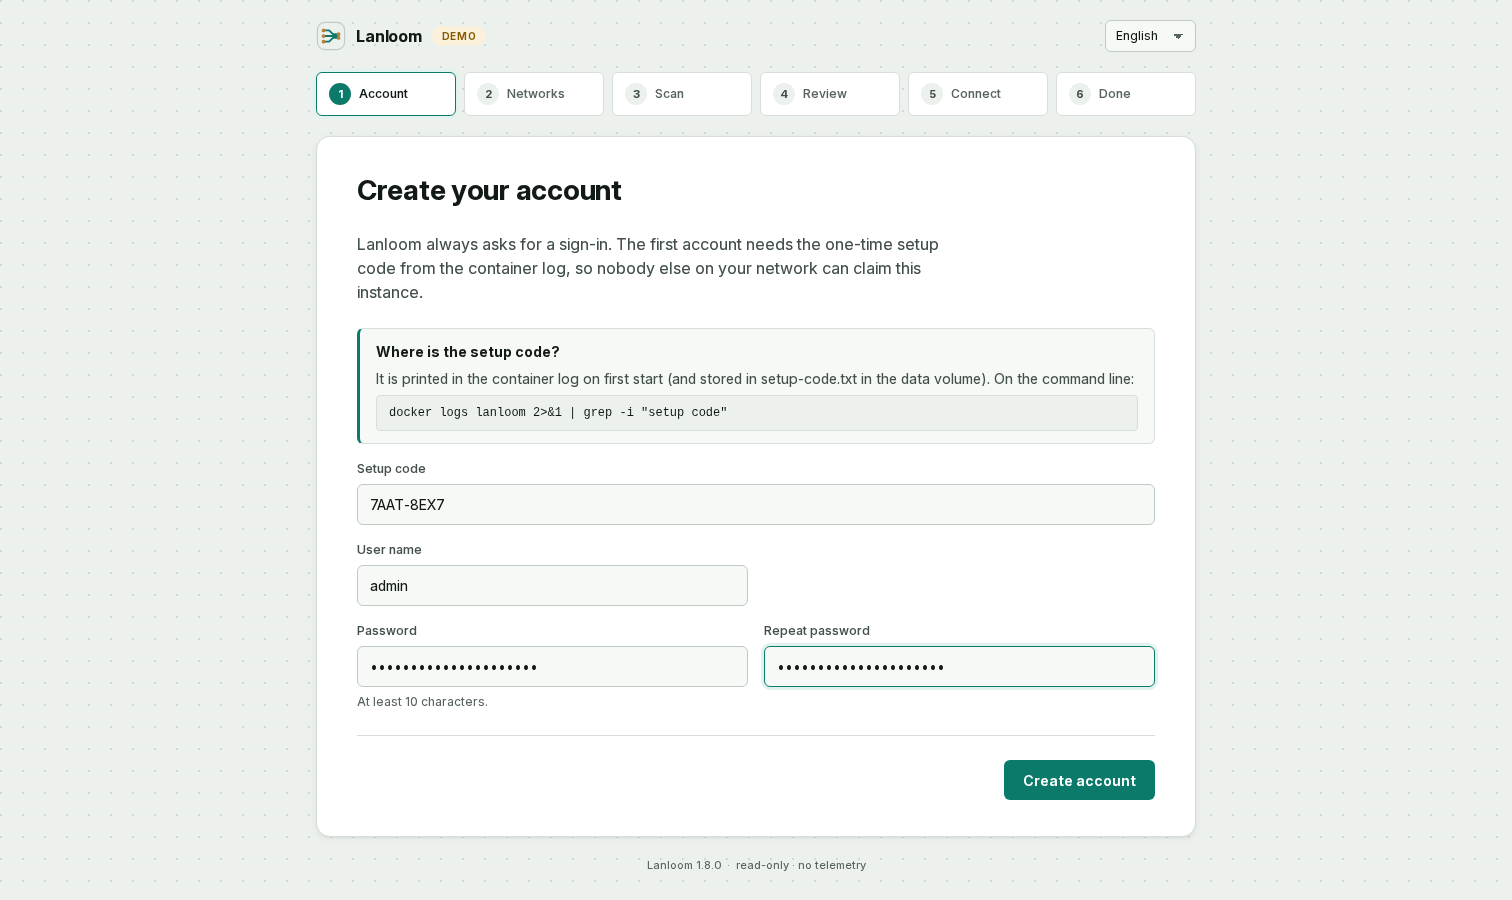 Lanloom DEMO English
1 Account 2 Networks 3 Scan 4 Review 5 Connect 6 Done
Create your account
Lanloom always asks for a sign-in. The first account needs the one-time setup
code from the container log, so nobody else on your network can claim this
instance.
Where is the setup code?
It is printed in the container log on first start (and stored in setup-code.txt in the data volume). On the command line:
docker logs lanloom 2>&1 | grep -i "setup code"
Setup code
7AAT-8EX7
User name
admin
Password Repeat password
••••••••••••••••••••• •••••••••••••••••••••
At least 10 characters.
Create account
Lanloom 1.8.0 · read-only · no telemetry